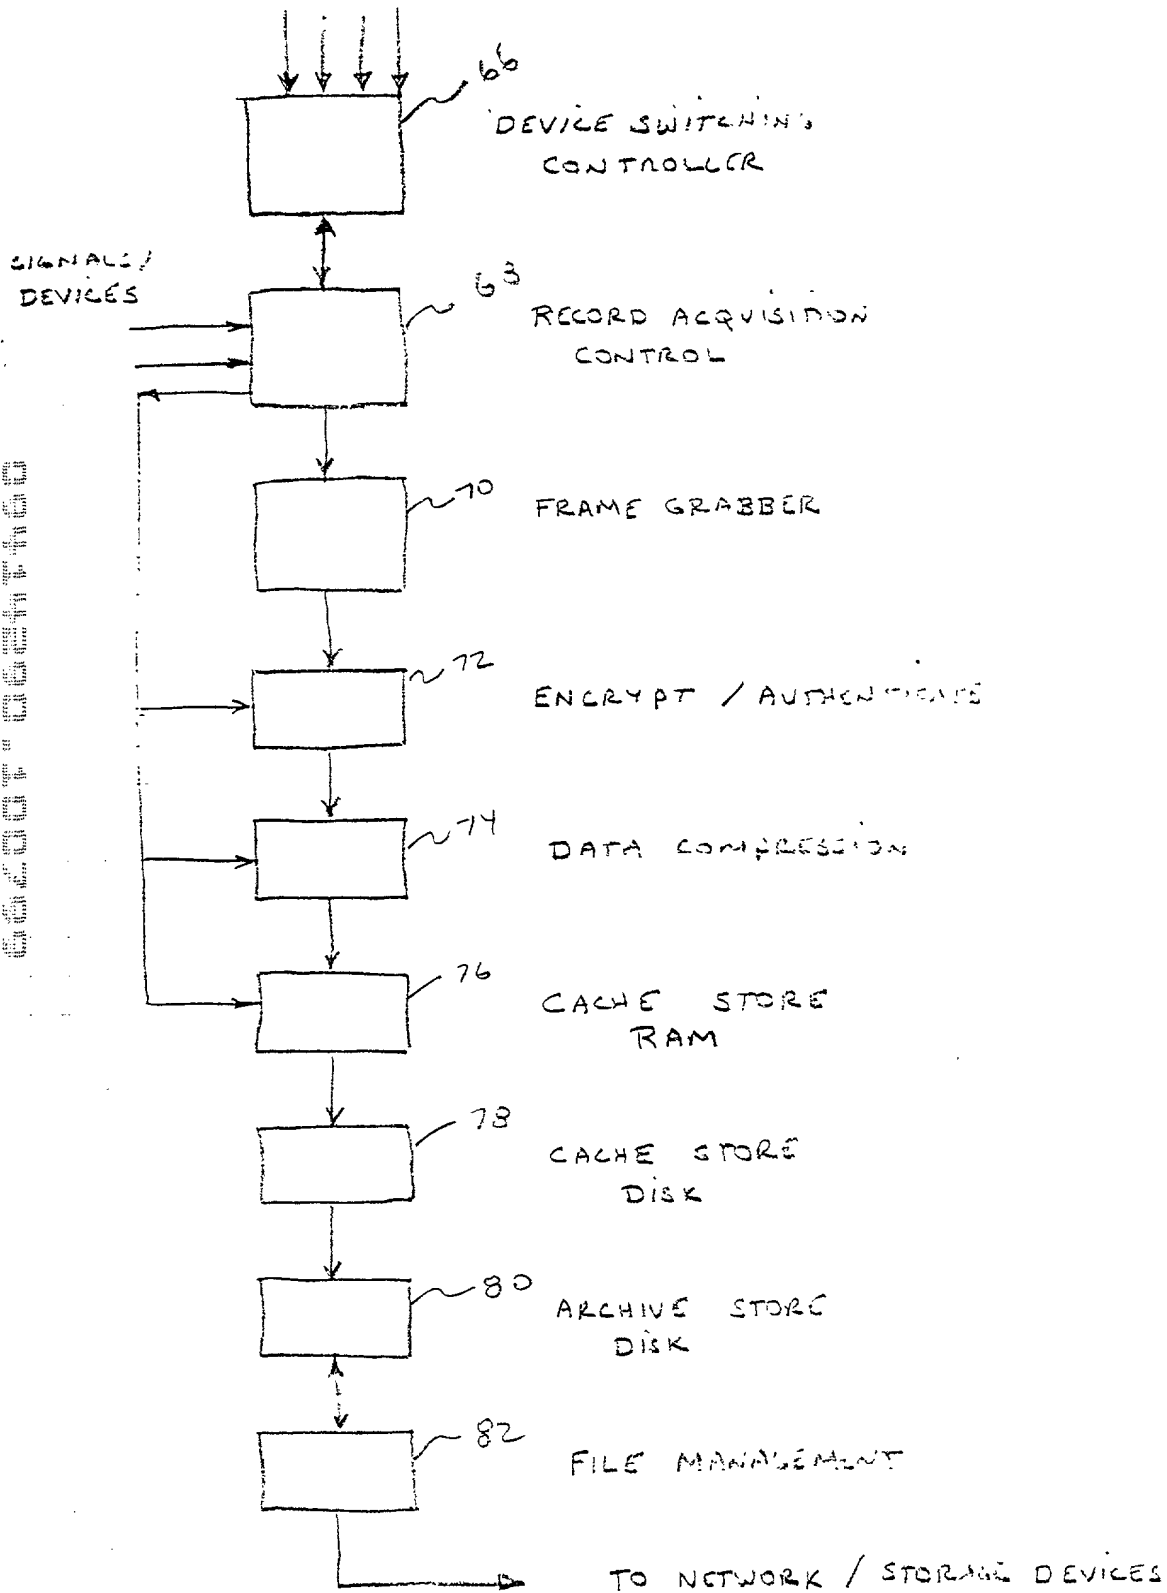 66
DEVICE SWITCHING
CONTROLLER
SIGNALS/
DEVICES
63
RECORD ACQUISITION
CONTROL
70
FRAME GRABBER
72
ENCRYPT / AUTHENTICATE
74
DATA COMPRESSION
76
CACHE STORE
RAM
78
CACHE STORE
DISK
80
ARCHIVE STORE
DISK
82
FILE MANAGEMENT
TO NETWORK / STORAGE DEVICES